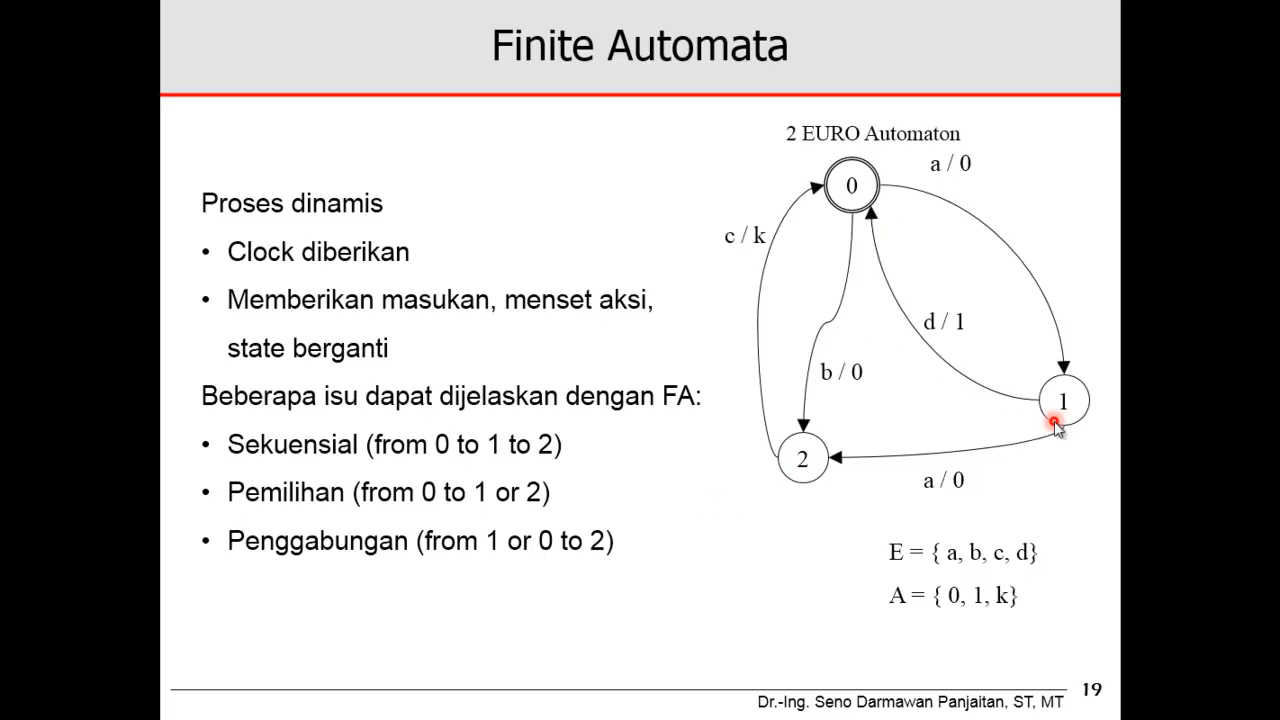 Finite Automata
Proses dinamis
• Clock diberikan
• Memberikan masukan, menset aksi,
state berganti
Beberapa isu dapat dijelaskan dengan FA:
• Sekuensial (from 0 to 1 to 2)
• Pemilihan (from 0 to 1 or 2)
• Penggabungan (from 1 or 0 to 2)
2 EURO Automaton
a / 0
0
c / k
d / 1
b / 0
1
2
a / 0
E = { a, b, c, d}
A = { 0, 1, k}
19
Dr.-Ing. Seno Darmawan Panjaitan, ST, MT